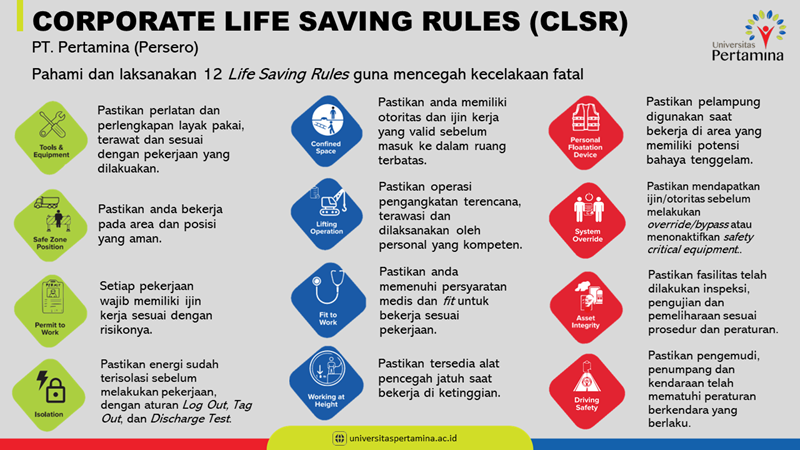 CORPORATE LIFE SAVING RULES (CLSR)
PT. Pertamina (Persero)
Pahami dan laksanakan 12 Life Saving Rules guna mencegah kecelakaan fatal
Universitas
Pertamina
Tools &
Equipment
Pastikan perlatan dan
perlengkapan layak pakai,
terawat dan sesuai
dengan pekerjaan yang
dilakuakan.
Safe Zone
Position
Pastikan anda bekerja
pada area dan posisi
yang aman.
PERMIT
Permit to
Work
Setiap pekerjaan
wajib memiliki ijin
kerja sesuai dengan
risikonya.
Isolation
Pastikan energi sudah
terisolasi sebelum
melakukan pekerjaan,
dengan aturan Log Out, Tag
Out, dan Discharge Test.
Confined
Space
Pastikan anda memiliki
otoritas dan ijin kerja
yang valid sebelum
masuk ke dalam ruang
terbatas.
Lifting
Operation
Pastikan operasi
pengangkatan terencana,
terawasi dan
dilaksanakan oleh
personal yang kompeten.
Fit to
Work
Pastikan anda
memenuhi persyaratan
medis dan fit untuk
bekerja sesuai
pekerjaan.
Working at
Height
Pastikan tersedia alat
pencegah jatuh saat
bekerja di ketinggian.
Personal
Floatation
Device
Pastikan pelampung
digunakan saat
bekerja di area yang
memiliki potensi
bahaya tenggelam.
System
Override
Pastikan mendapatkan
ijin/otoritas sebelum
melakukan
override/bypass atau
menonaktifkan safety
critical equipment..
Asset
Integrity
Pastikan fasilitas telah
dilakukan inspeksi,
pengujian dan
pemeliharaan sesuai
prosedur dan peraturan.
Driving
Safety
Pastikan pengemudi,
penumpang dan
kendaraan telah
mematuhi peraturan
berkendara yang
berlaku.
universitaspertamina.ac.id